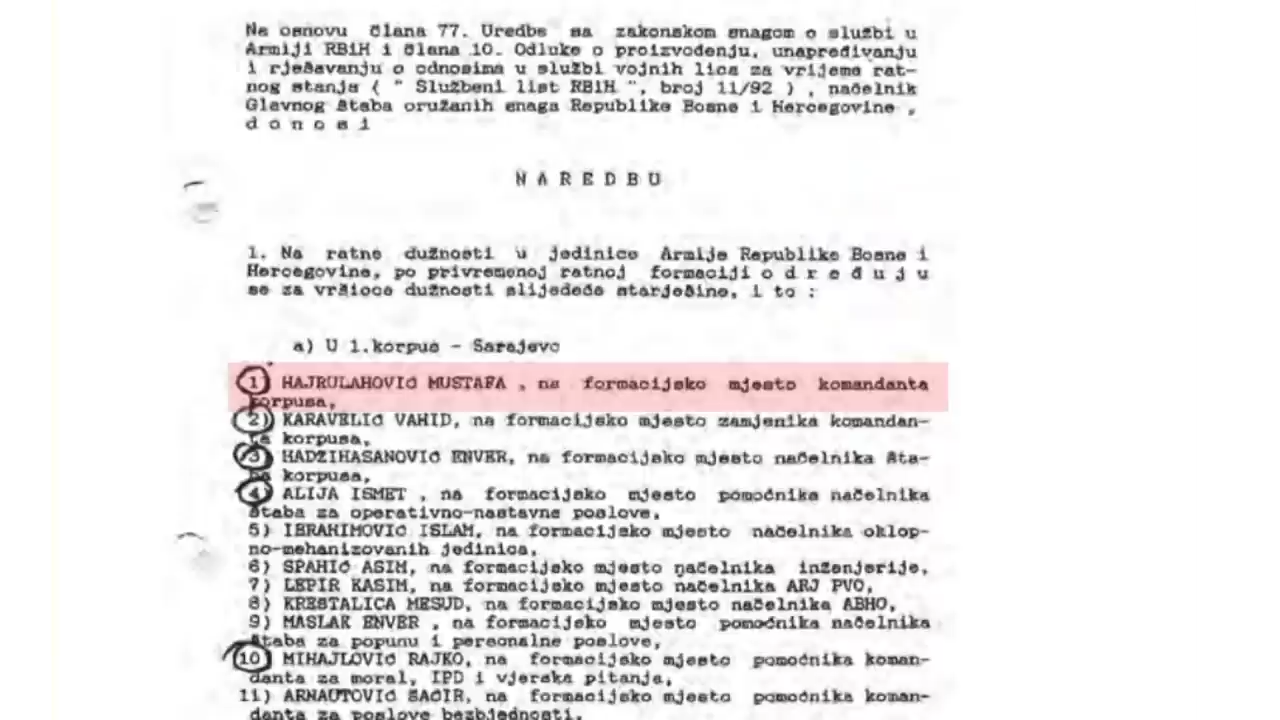 Na osnovu člana 77. Uredbe sa zakonskom snagom o službi u
Armiji RBiH i člana 10. Odluke o proizvođenju, unapređivanju
i rješavanju o odnosima u službi vojnih lica za vrijeme rat-
nog stanja ( " Službeni list RBiH ", broj 11/92 ) , načelnik
Glavnog štaba oružanih snaga Republike Bosne i Hercegovine ,
d o n o s i
N A R E D B U
1. Na ratne dužnosti u jedinice Armije Republike Bosne i
Hercegovine, po privremenoj ratnoj formaciji o d r e đ u j u
se za vršioce dužnosti slijedeće starješine, i to :
a) U 1.korpus - Sarajevo
1) HAJRULAHOVIĆ MUSTAFA , na formacijsko mjesto komandanta
korpusa,
2) KARAVELIĆ VAHID, na formacijsko mjesto zamjenika komandan-
ta korpusa,
3) HADŽIHASANOVIĆ ENVER, na formacijsko mjesto načelnika šta-
ba korpusa,
4) ALIJA ISMET , na formacijsko mjesto pomoćnika načelnika
štaba za operativno-nastavne poslove,
5) IBRAHIMOVIĆ ISLAM, na formacijsko mjesto načelnika oklop-
no-mehanizovanih jedinica,
6) SPAHIĆ ASIM, na formacijsko mjesto načelnika inženjerije,
7) LEPIR KASIM, na formacijsko mjesto načelnika ARJ PVO,
8) KREŠTALICA MESUD, na formacijsko mjesto načelnika ABHO,
9) MASLAK ENVER , na formacijsko mjesto pomoćnika načelnika
štaba za popunu i personalne poslove,
10) MIHAJLOVIĆ RAJKO, na formacijsko mjesto pomoćnika koman-
danta za moral, IPD i vjerska pitanja,
11) ARNAUTOVIĆ ŠAĆIR, na formacijsko mjesto pomoćnika koman-
danta za poslove bezbjednosti,